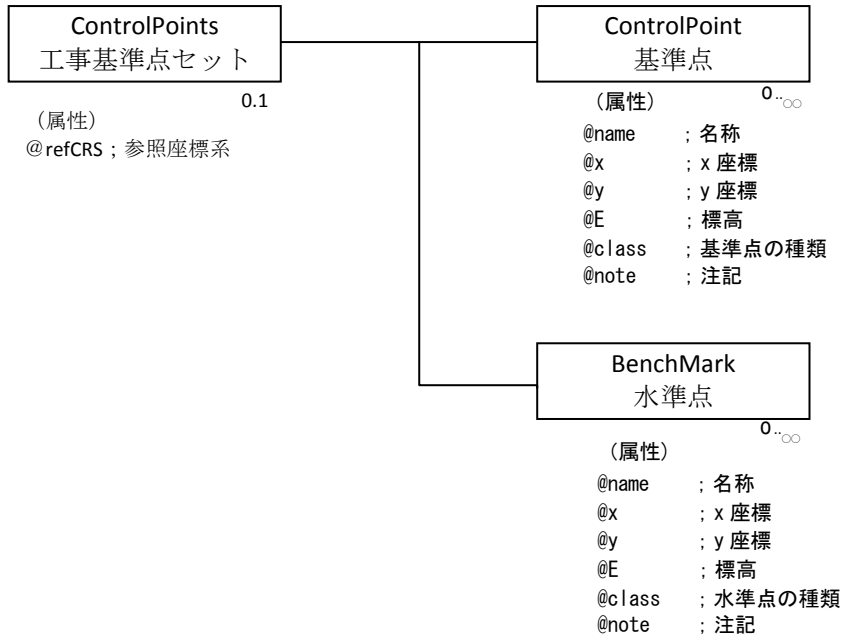 ControlPoints
工事基準点セット
0.1
（属性）
＠refCRS；参照座標系
ControlPoint
基準点
0..∞
（属性）
@name ；名称
@x ；x 座標
@y ；y 座標
@E ；標高
@class ；基準点の種類
@note ；注記
BenchMark
水準点
0..∞
（属性）
@name ；名称
@x ；x 座標
@y ；y 座標
@E ；標高
@class ；水準点の種類
@note ；注記